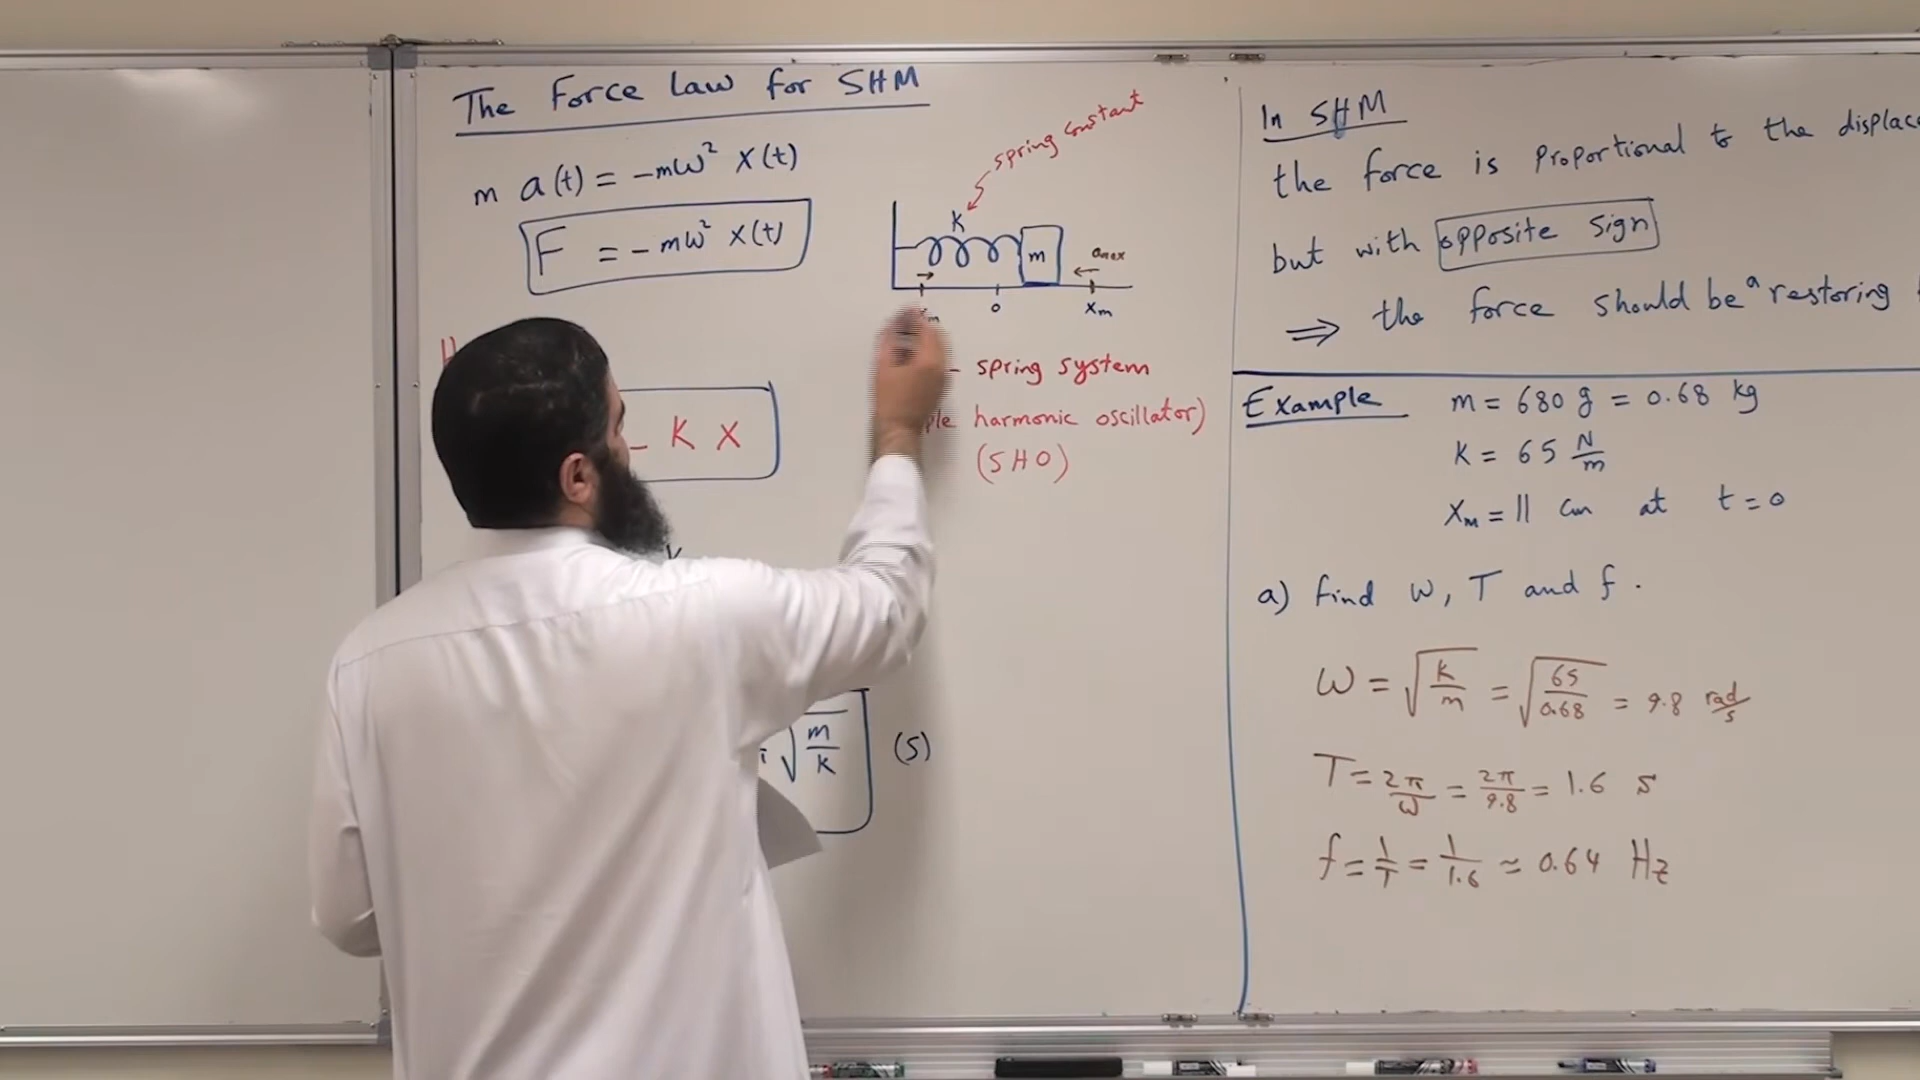 The Force Law for SHM
m a(t) = -mω² x(t)
F = -mω² x(t)
- K x
m
k
(s)
spring constant
K
m
amax
0
xm
- spring system
harmonic oscillator)
(SHO)
In SHM
the force is proportional to the
but with opposite sign
⇒ the force should be a restoring
Example
m = 680 g = 0.68 kg
K = 65 N/m
xm = 11 cm at t = 0
a) find ω, T and f.
ω = √(k/m) = √(65/0.68) = 9.8 rad/s
T = 2π/ω = 2π/9.8 = 1.6 s
f = 1/T = 1/1.6 ≈ 0.64 Hz